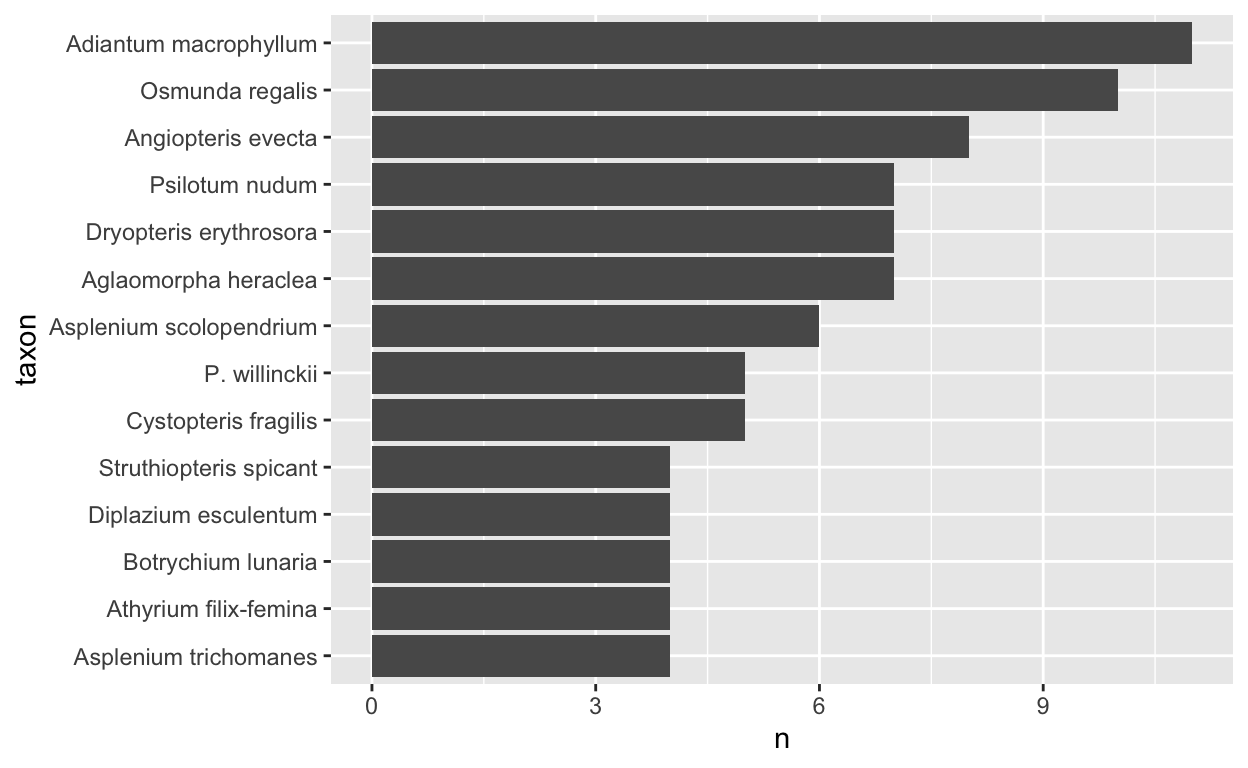 Adiantum macrophyllum
Osmunda regalis
Angiopteris evecta
Psilotum nudum
Dryopteris erythrosora
Aglaomorpha heraclea
Asplenium scolopendrium
P. willinckii
Cystopteris fragilis
Struthiopteris spicant
Diplazium esculentum
Botrychium lunaria
Athyrium filix-femina
Asplenium trichomanes
taxon
0 3 6 9
n